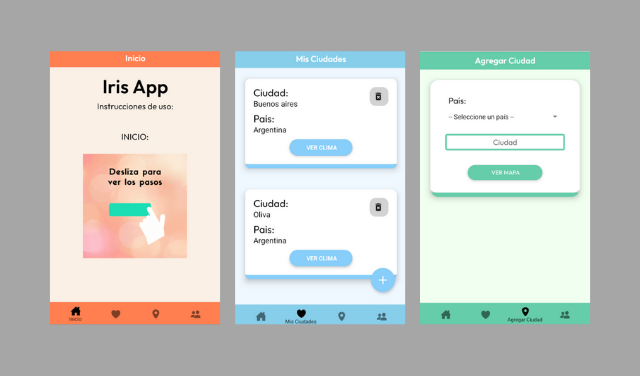 Inicio
Iris App
Instrucciones de uso:
INICIO:
Desliza para
ver los pasos
INICIO
Mis Ciudades
Ciudad:
Buenos aires
Pais:
Argentina
VER CLIMA
Ciudad:
Oliva
Pais:
Argentina
VER CLIMA
+
Mis Ciudades
Agregar Ciudad
Pais:
-- Seleccione un país --
Ciudad
VER MAPA
Agregar Ciudad